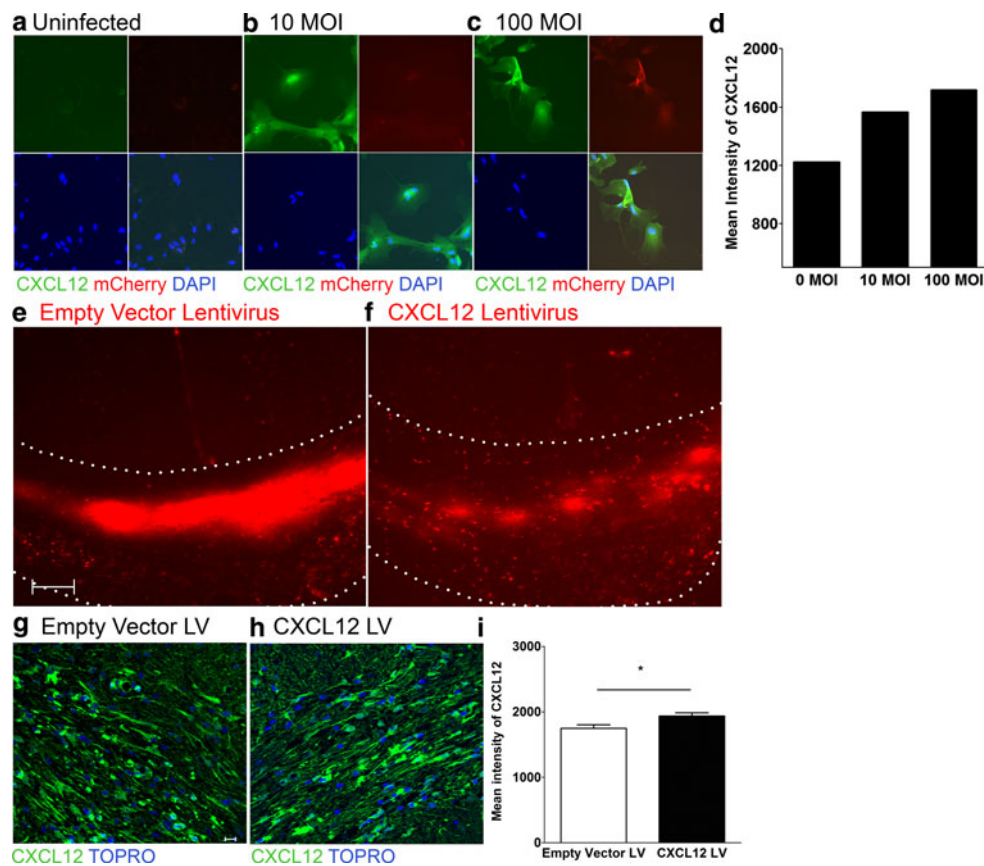 a Uninfected
b 10 MOI
c 100 MOI
CXCL12 mCherry DAPI
CXCL12 mCherry DAPI
CXCL12 mCherry DAPI
d
Mean Intensity of CXCL12
2000
1600
1200
800
0 MOI
10 MOI
100 MOI
e Empty Vector Lentivirus
f CXCL12 Lentivirus
g Empty Vector LV
h CXCL12 LV
CXCL12 TOPRO
CXCL12 TOPRO
i
Mean intensity of CXCL12
3000
2000
1000
0
*
Empty Vector LV
CXCL12 LV